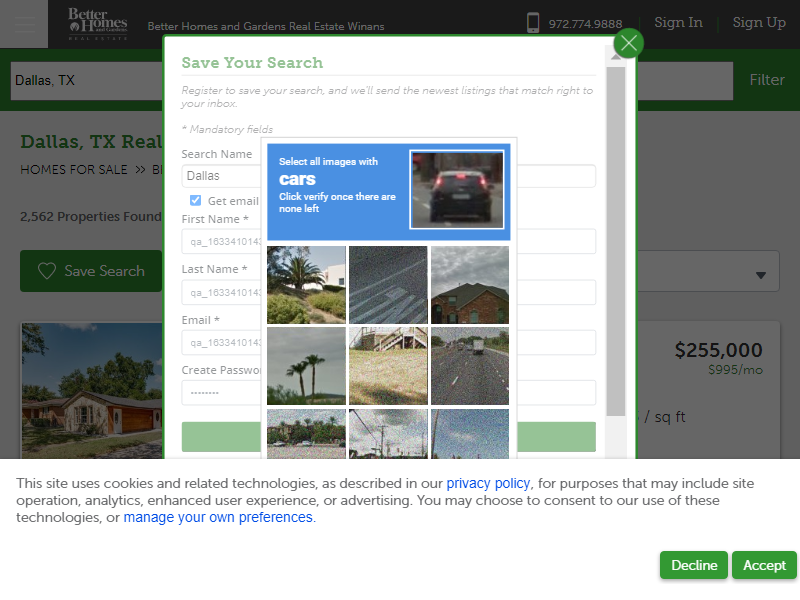 Better
Homes
and Gardens
REAL ESTATE
Better Homes and Gardens Real Estate Winans
972.774.9888
Sign In
Sign Up
Dallas, TX
Filter
Save Your Search
Register to save your search, and we'll send the newest listings that match right to
your inbox.
* Mandatory fields
Dallas, TX Real
HOMES FOR SALE >>
2,562 Properties Found
Save Search
Search Name
Dallas
Get email
First Name *
qa_163341014
Last Name *
qa_163341014
Email *
qa_163341014
Create Passwo
Select all images with
cars
Click verify once there are
none left
$255,000
$995/mo
/ sq ft
This site uses cookies and related technologies, as described in our privacy policy, for purposes that may include site
operation, analytics, enhanced user experience, or advertising. You may choose to consent to our use of these
technologies, or manage your own preferences.
Decline
Accept